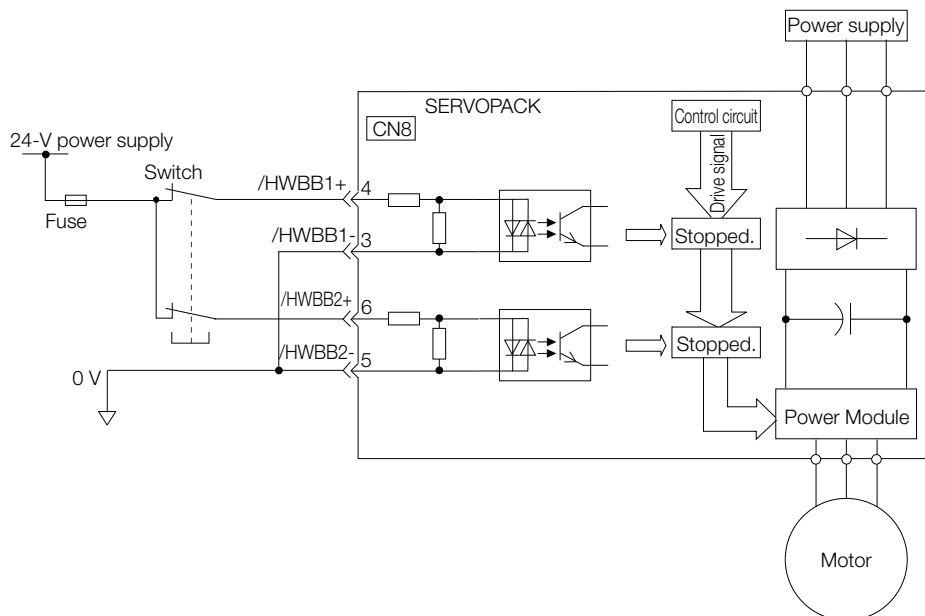 Power supply
SERVOPACK
CN8
Control circuit
24-V power supply
Switch
Drive signal
Fuse
/HWBB1+
4
/HWBB1-
3
Stopped.
/HWBB2+
6
/HWBB2-
5
Stopped.
0 V
Power Module
Motor